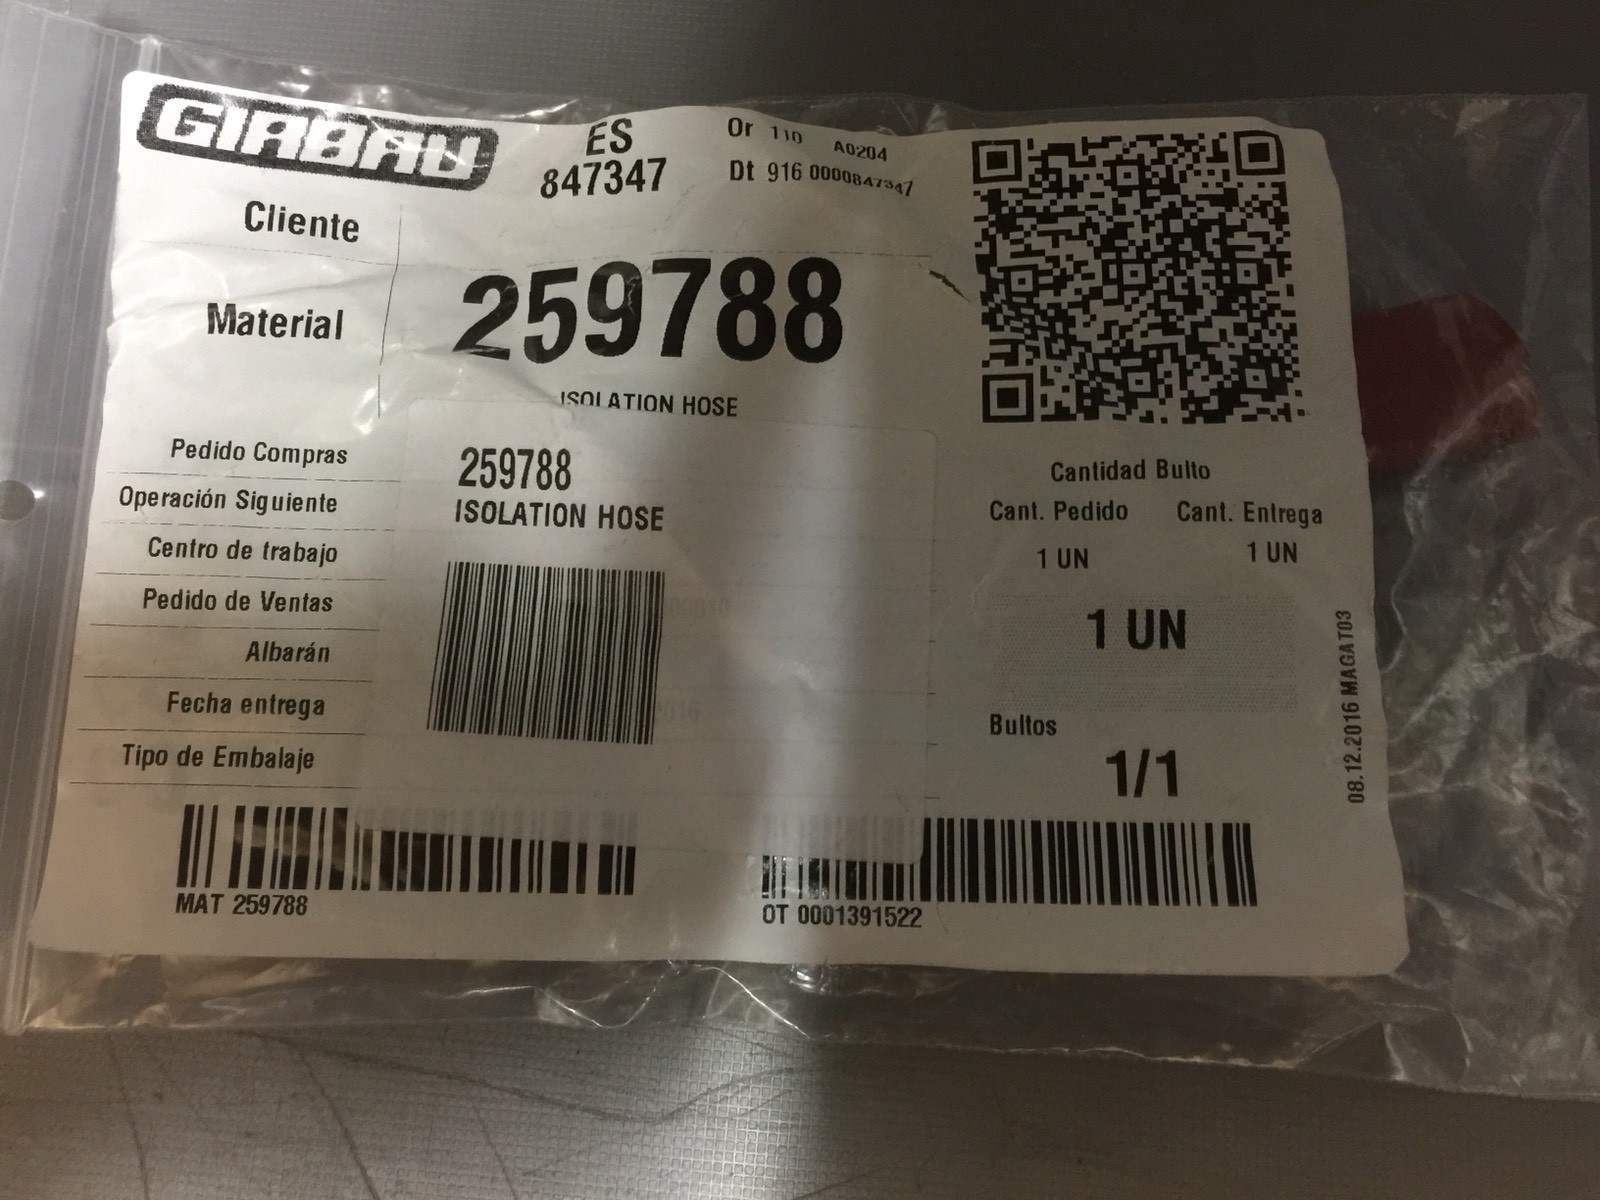 GIRBAU
ES
847347
Or 110 A0204
Dt 916 0000847347
Cliente
Material
259788
ISOLATION HOSE
Pedido Compras
Operación Siguiente
Centro de trabajo
Pedido de Ventas
Albarán
Fecha entrega
Tipo de Embalaje
259788
ISOLATION HOSE
Cantidad Bulto
Cant. Pedido Cant. Entrega
1 UN 1 UN
1 UN
Bultos
1/1
08.12.2016 MAGAT03
MAT 259788
OT 0001391522